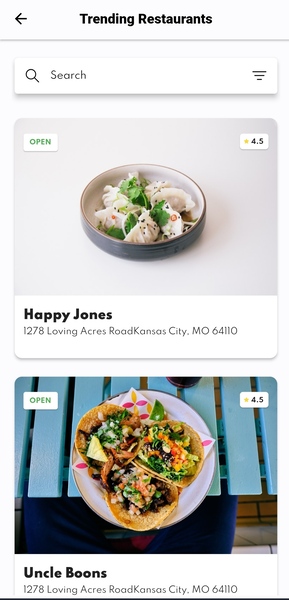 Trending Restaurants
Search
OPEN
4.5
Happy Jones
1278 Loving Acres RoadKansas City, MO 64110
OPEN
4.5
Uncle Boons
1278 Loving Acres RoadKansas City, MO 64110